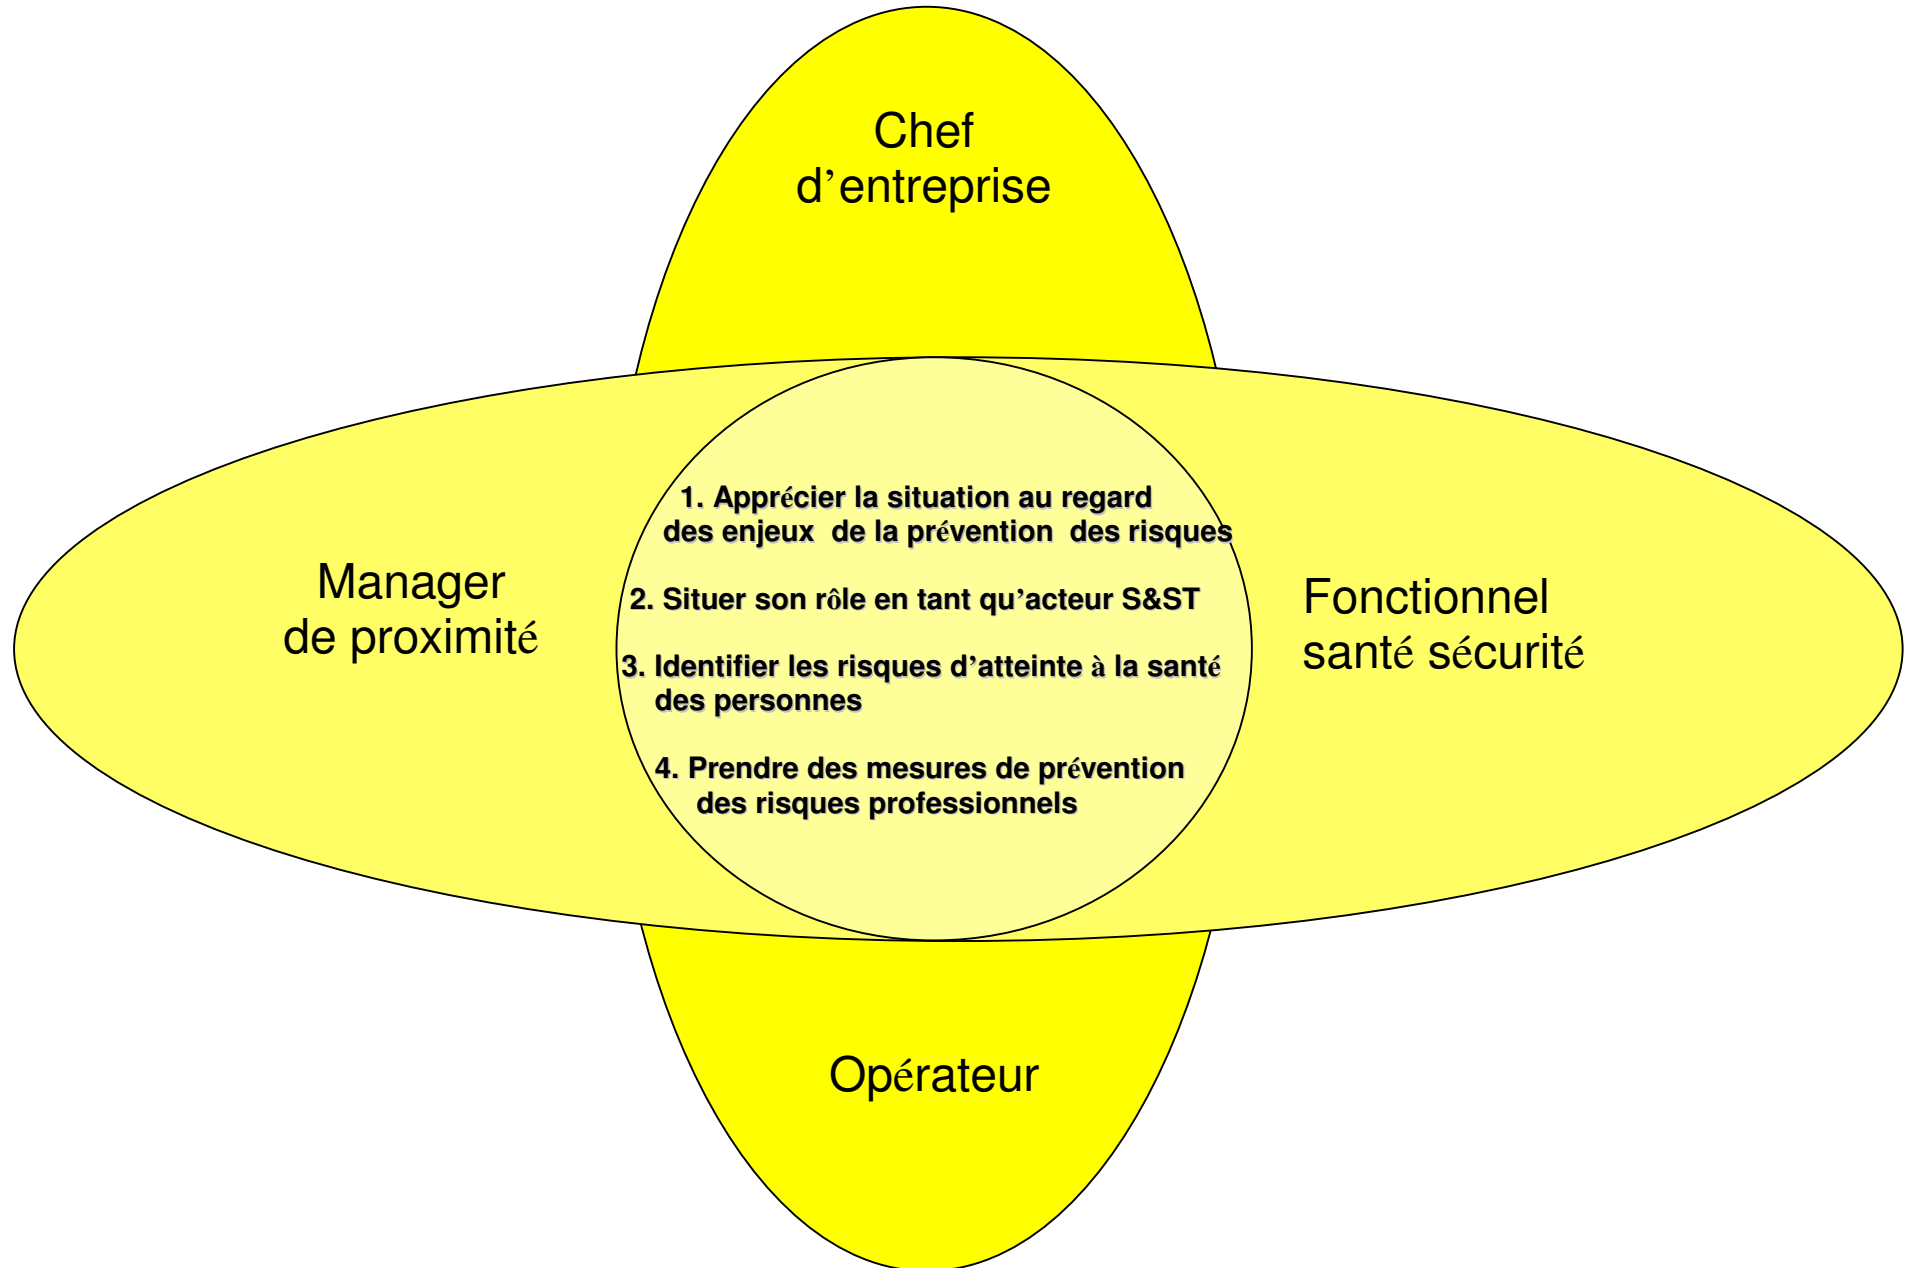 Chef
d’entreprise
1. Apprécier la situation au regard
des enjeux de la prévention des risques
2. Situer son rôle en tant qu’acteur S&ST
3. Identifier les risques d’atteinte à la santé
des personnes
4. Prendre des mesures de prévention
des risques professionnels
Manager
de proximité
Fonctionnel
santé sécurité
Opérateur